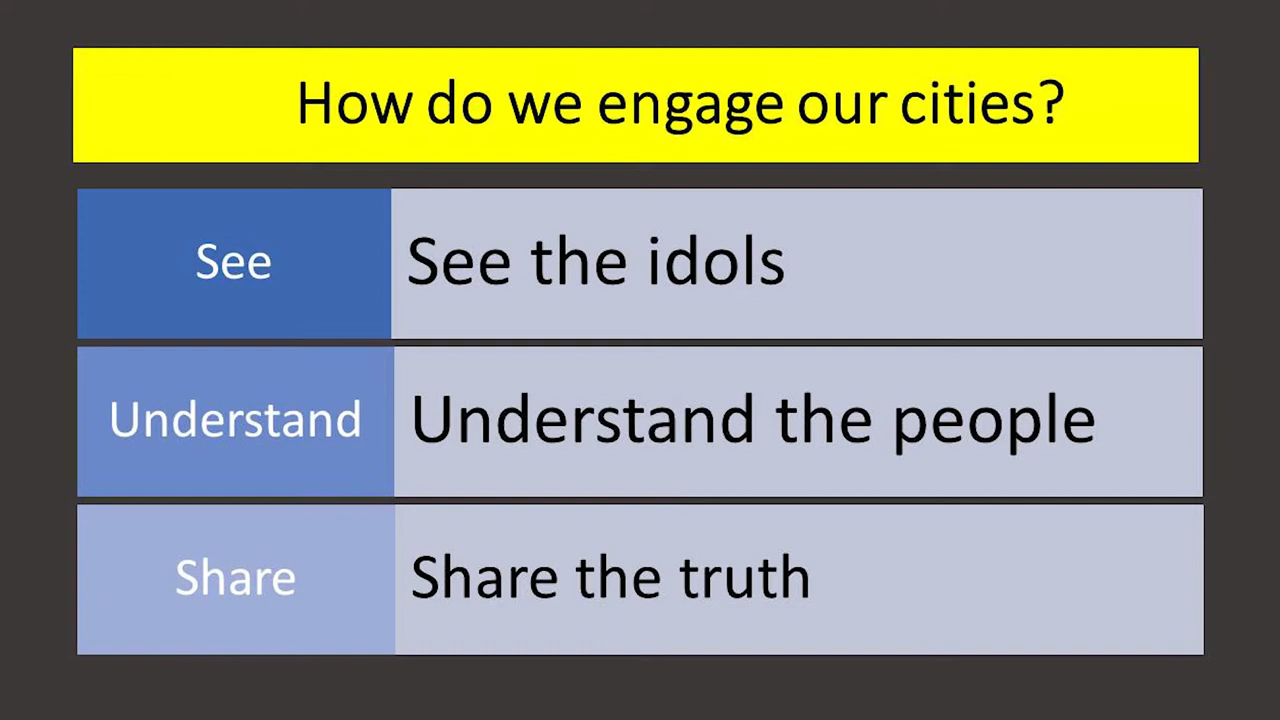 How do we engage our cities?
See
See the idols
Understand
Understand the people
Share
Share the truth